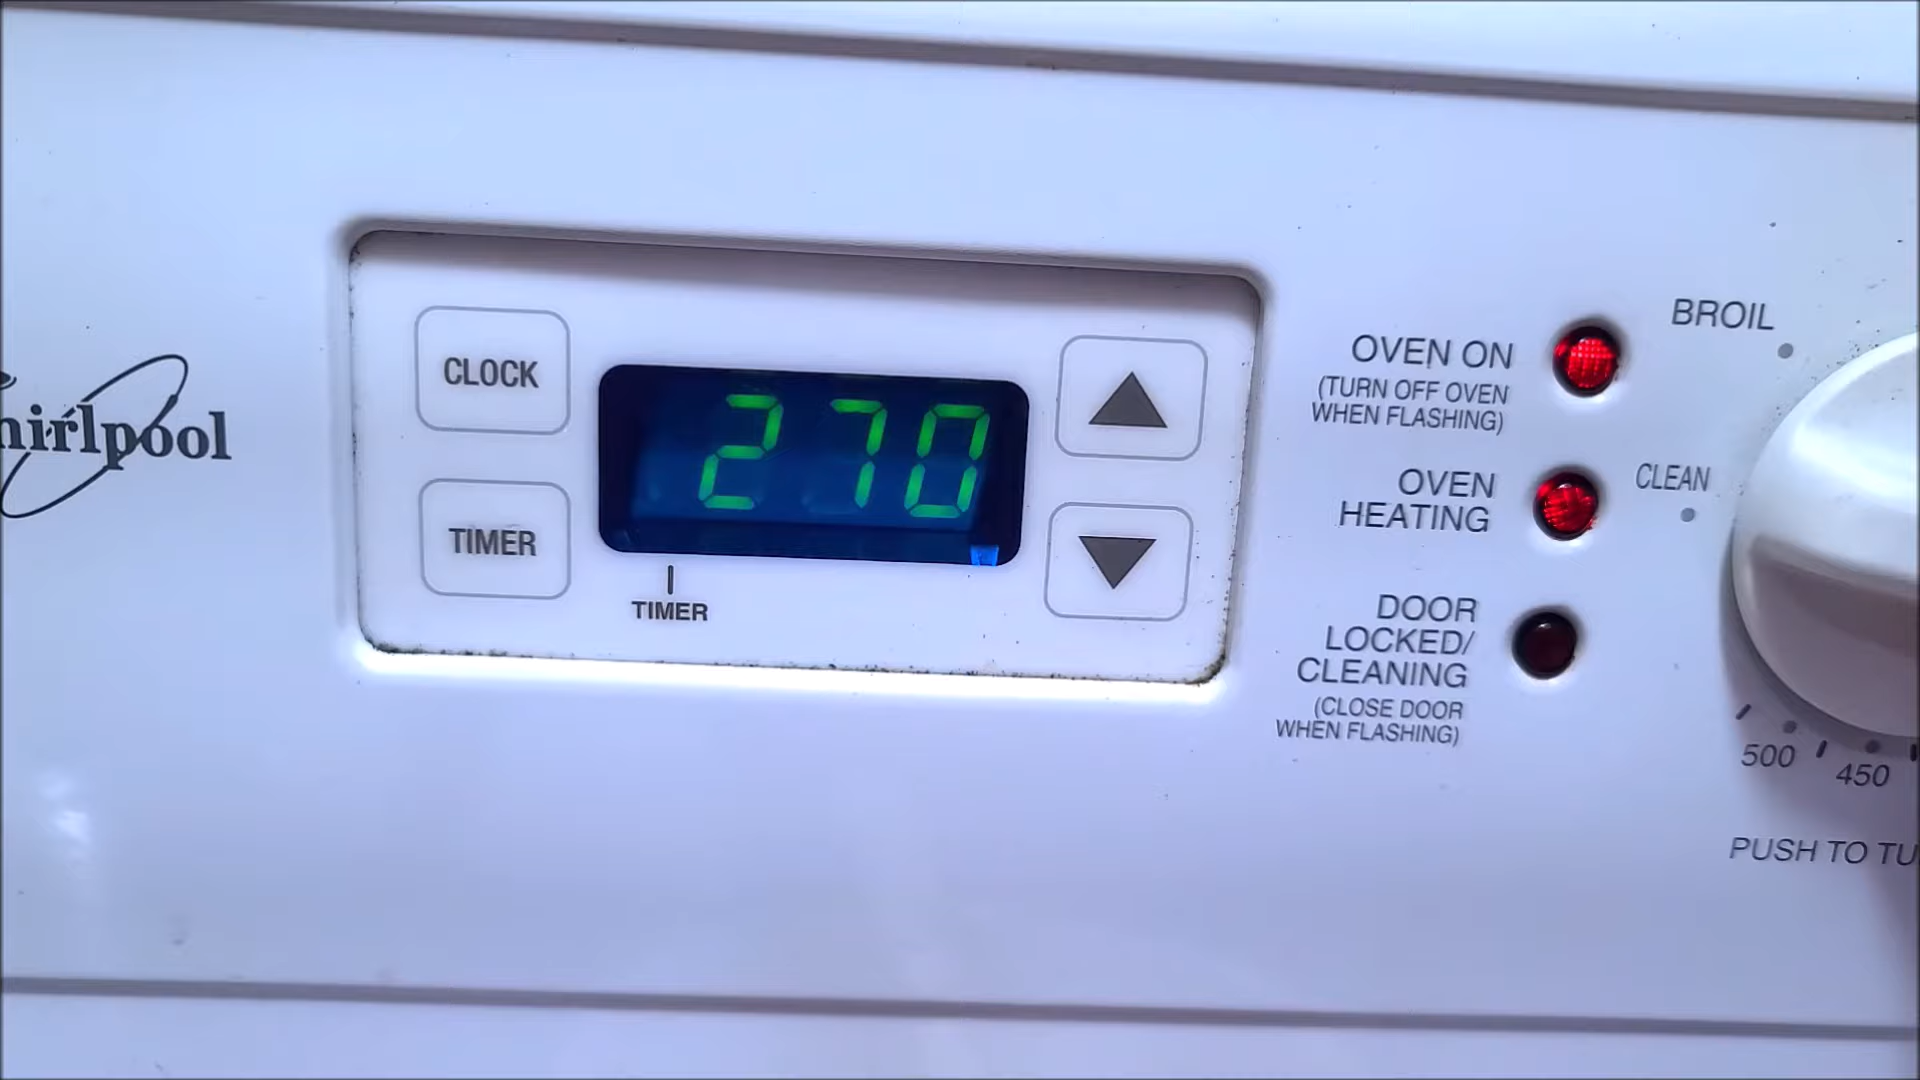 hirlpool
CLOCK
TIMER
270
TIMER
OVEN ON
(TURN OFF OVEN
WHEN FLASHING)
OVEN
HEATING
DOOR
LOCKED/
CLEANING
(CLOSE DOOR
WHEN FLASHING)
BROIL
CLEAN
500
450
PUSH TO TU